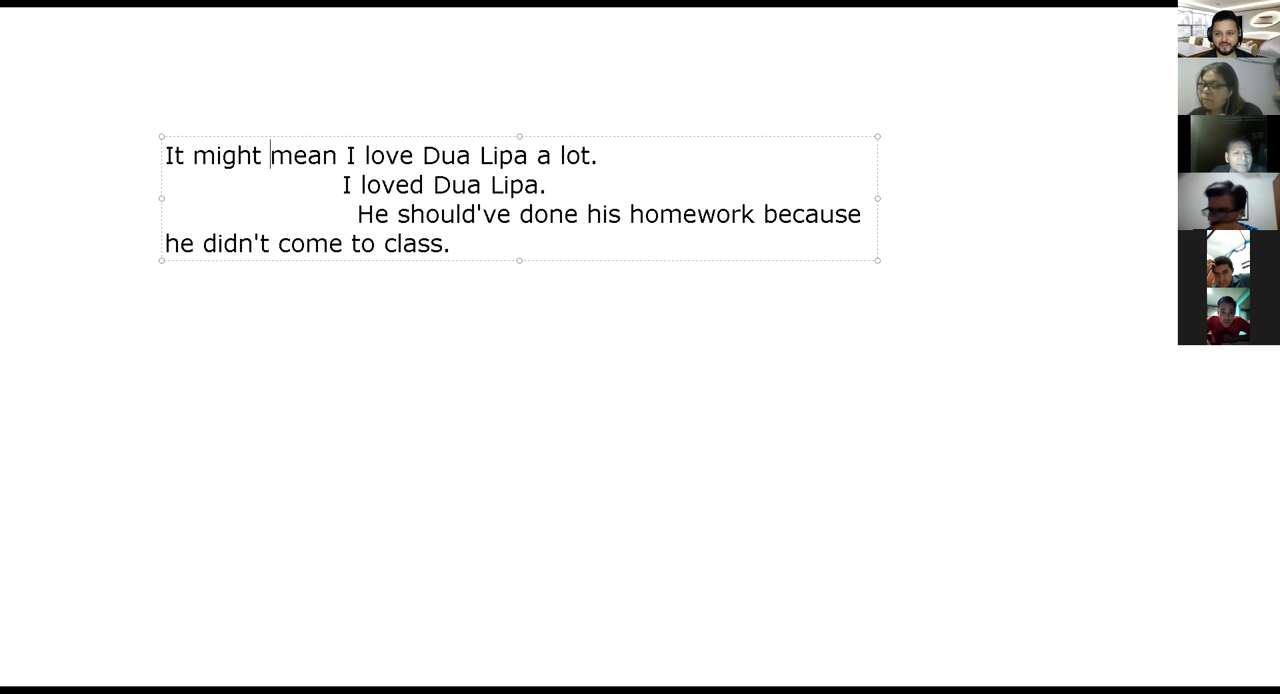 It might mean I love Dua Lipa a lot.
I loved Dua Lipa.
He should've done his homework because
he didn't come to class.